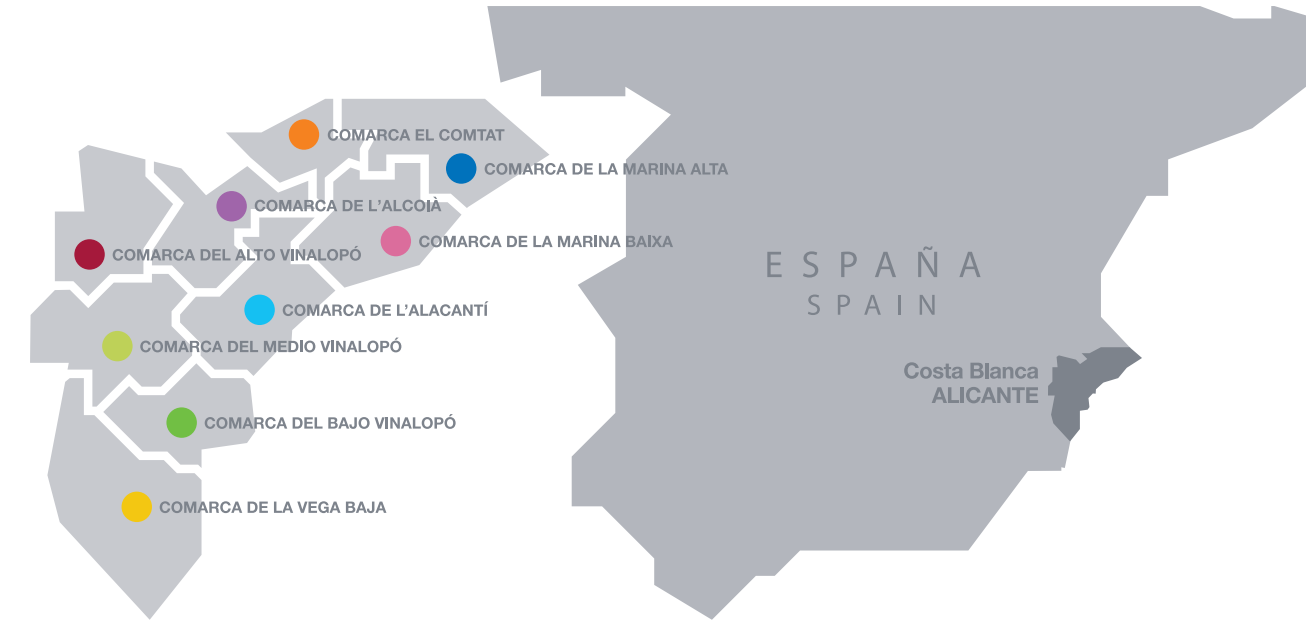 COMARCA EL COMTAT
COMARCA DE LA MARINA ALTA
COMARCA DE L'ALCOIÀ
COMARCA DE LA MARINA BAIXA
COMARCA DEL ALTO VINALOPÓ
COMARCA DE L'ALACANTÍ
COMARCA DEL MEDIO VINALOPÓ
COMARCA DEL BAJO VINALOPÓ
COMARCA DE LA VEGA BAJA
ESPAÑA
SPAIN
Costa Blanca
ALICANTE